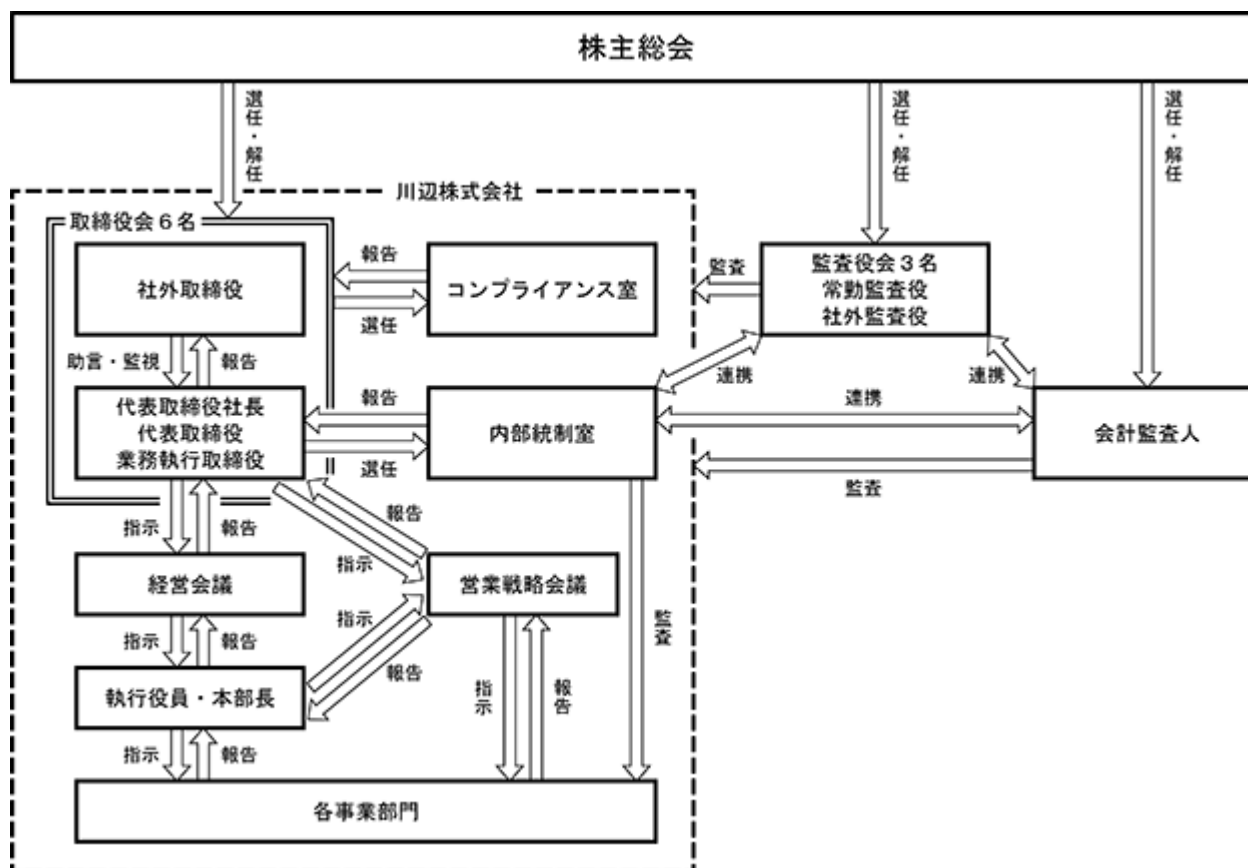 株主総会
選任・解任
選任・解任
選任・解任
川辺株式会社
取締役会6名
社外取締役
報告
選任
コンプライアンス室
監査
監査役会3名
常勤監査役
社外監査役
助言・監視
報告
連携
連携
代表取締役社長
代表取締役
業務執行取締役
報告
選任
内部統制室
連携
監査
会計監査人
指示
報告
報告
指示
経営会議
営業戦略会議
指示
報告
指示
報告
監査
執行役員・本部長
指示
報告
指示
報告
各事業部門